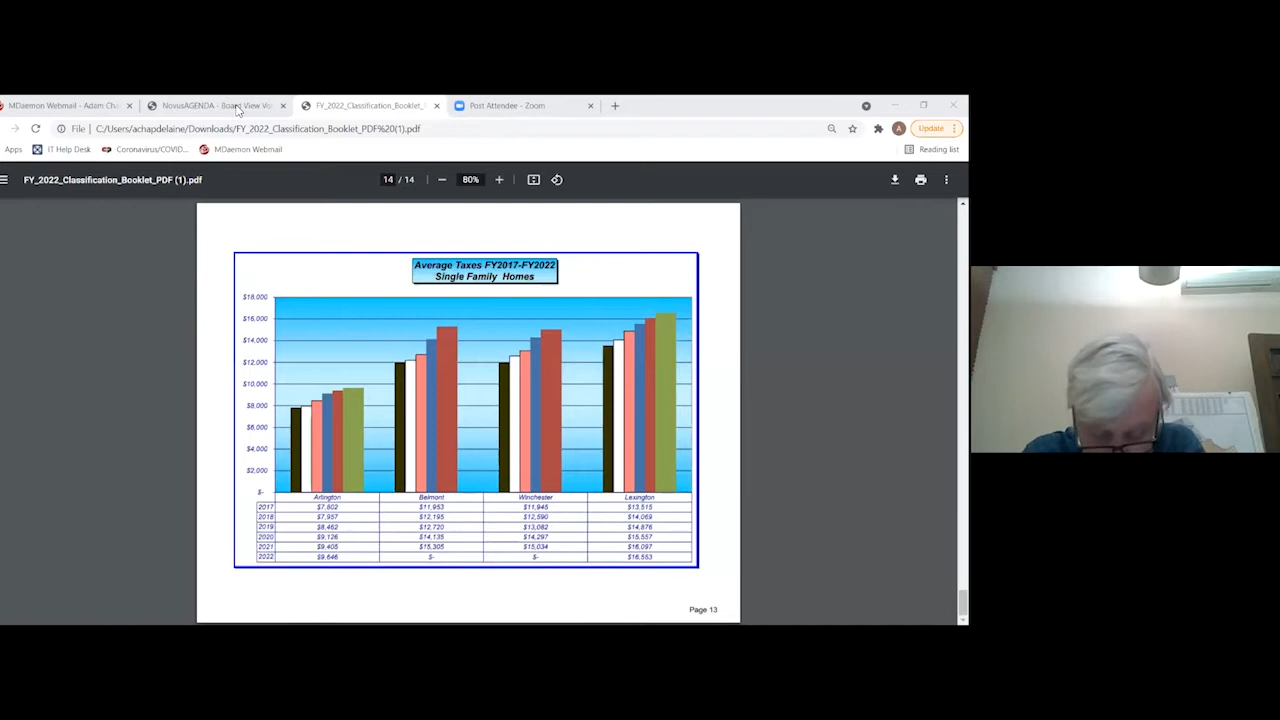 MDaemon Webmail - Adam Cha
NovusAGENDA - Board View Vo
FY_2022_Classification_Booklet_
Post Attendee - Zoom
File | C:/Users/achapdelaine/Downloads/FY_2022_Classification_Booklet_PDF%20(1).pdf
A
Update
Apps
IT Help Desk
Coronavirus/COVID...
MDaemon Webmail
Reading list
FY_2022_Classification_Booklet_PDF (1).pdf
14 / 14
80%
Average Taxes FY2017-FY2022
Single Family Homes
$18,000
$16,000
$14,000
$12,000
$10,000
$8,000
$6,000
$4,000
$2,000
$-
Arlington Belmont Winchester Lexington
2017 $7,802 $11,953 $11,945 $13,515
2018 $7,957 $12,195 $12,590 $14,069
2019 $8,462 $12,720 $13,082 $14,876
2020 $9,126 $14,135 $14,297 $15,557
2021 $9,405 $15,305 $15,034 $16,097
2022 $9,646 $- $- $16,553
Page 13